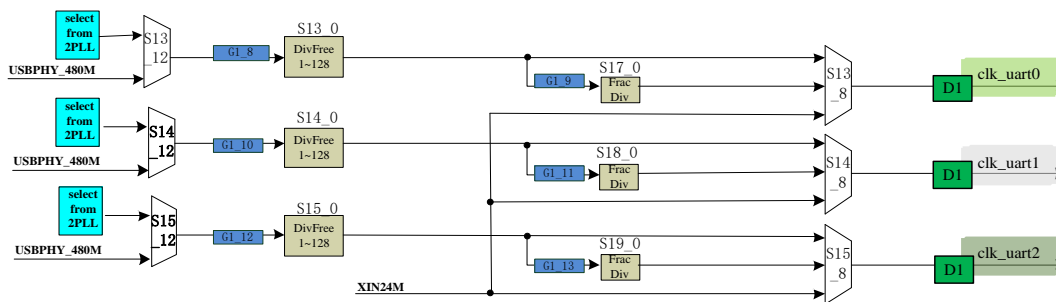 select
from
2PLL
S13
_12
USBPHY_480M
G1_8
S13_0
DivFree
1~128
G1_9
S17_0
Frac
Div
S13
_8
D1
clk_uart0
select
from
2PLL
S14
_12
USBPHY_480M
G1_10
S14_0
DivFree
1~128
G1_11
S18_0
Frac
Div
S14
_8
D1
clk_uart1
select
from
2PLL
S15
_12
USBPHY_480M
G1_12
S15_0
DivFree
1~128
G1_13
S19_0
Frac
Div
S15
_8
D1
clk_uart2
XIN24M